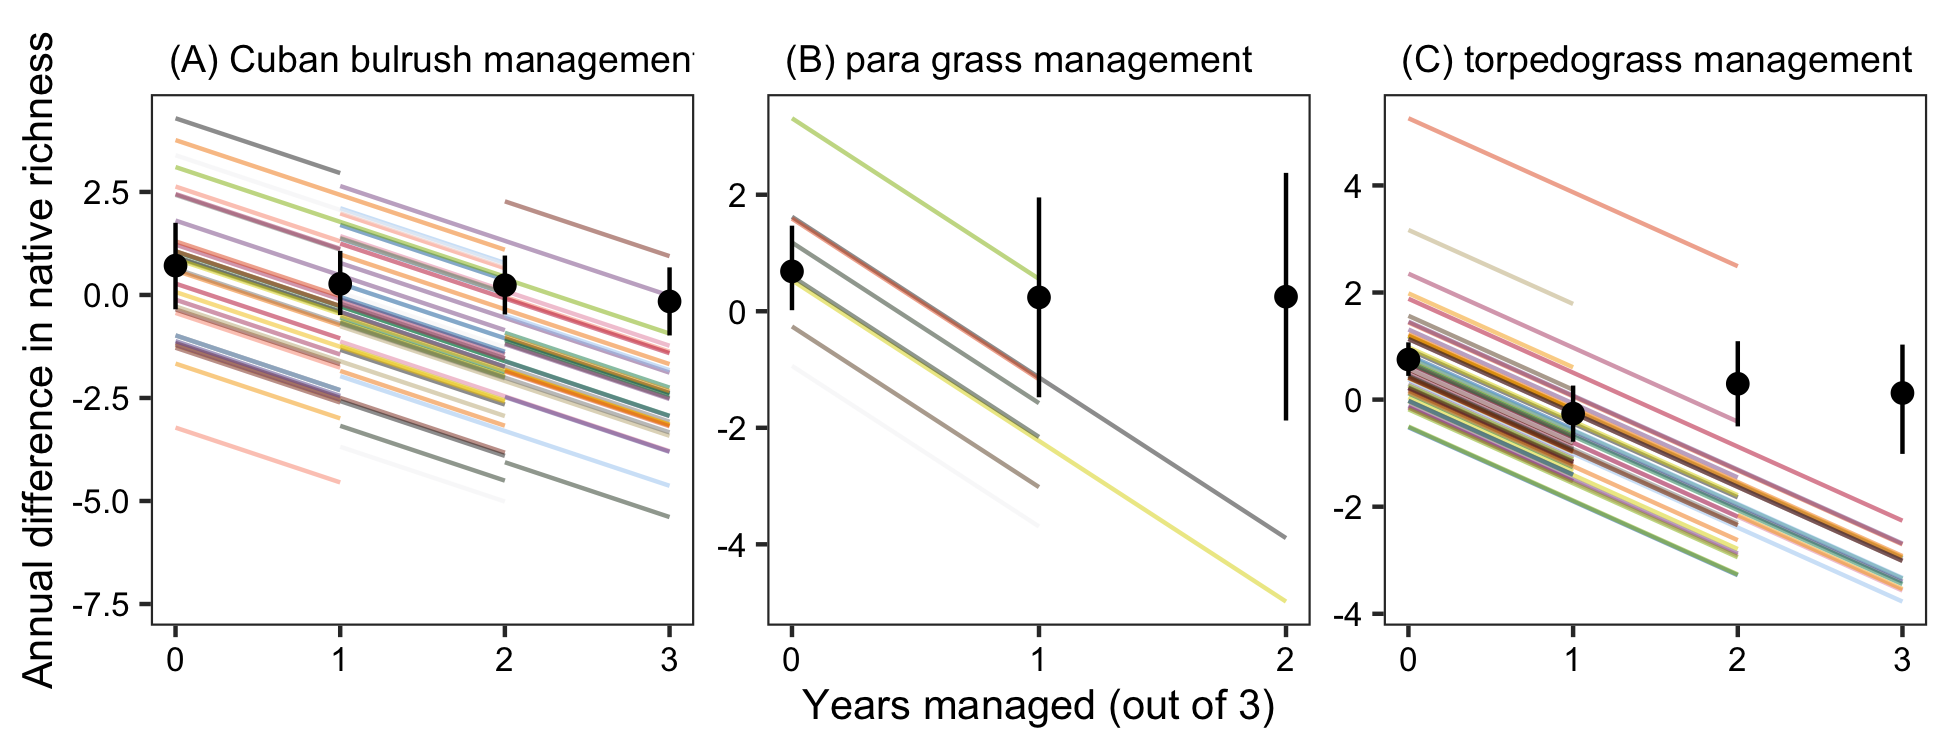 (A) Cuban bulrush managemen
(B) para grass management
(C) torpedograss management
Annual difference in native richness
2.5
0.0
-2.5
-5.0
-7.5
0 1 2 3
2
0
-2
-4
0 1 2
4
2
0
-2
-4
0 1 2 3
Years managed (out of 3)